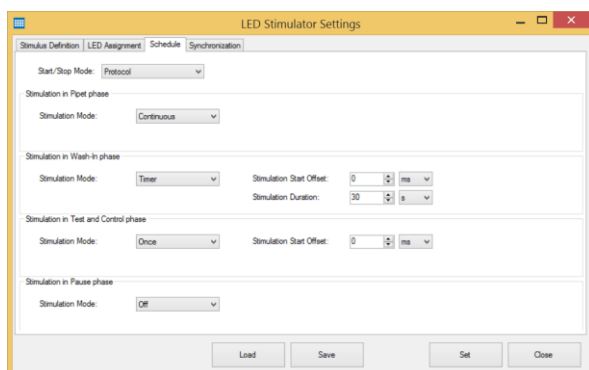 LED Stimulator Settings
Stimulus Definition LED Assignment Schedule Synchronization
Start/Stop Mode: Protocol
Stimulation in Pipet phase
Stimulation Mode: Continuous
Stimulation in Wash-In phase
Stimulation Mode: Timer Stimulation Start Offset: 0 ms
Stimulation Duration: 30 s
Stimulation in Test and Control phase
Stimulation Mode: Once Stimulation Start Offset: 0 ms
Stimulation in Pause phase
Stimulation Mode: Off
Load Save Set Close